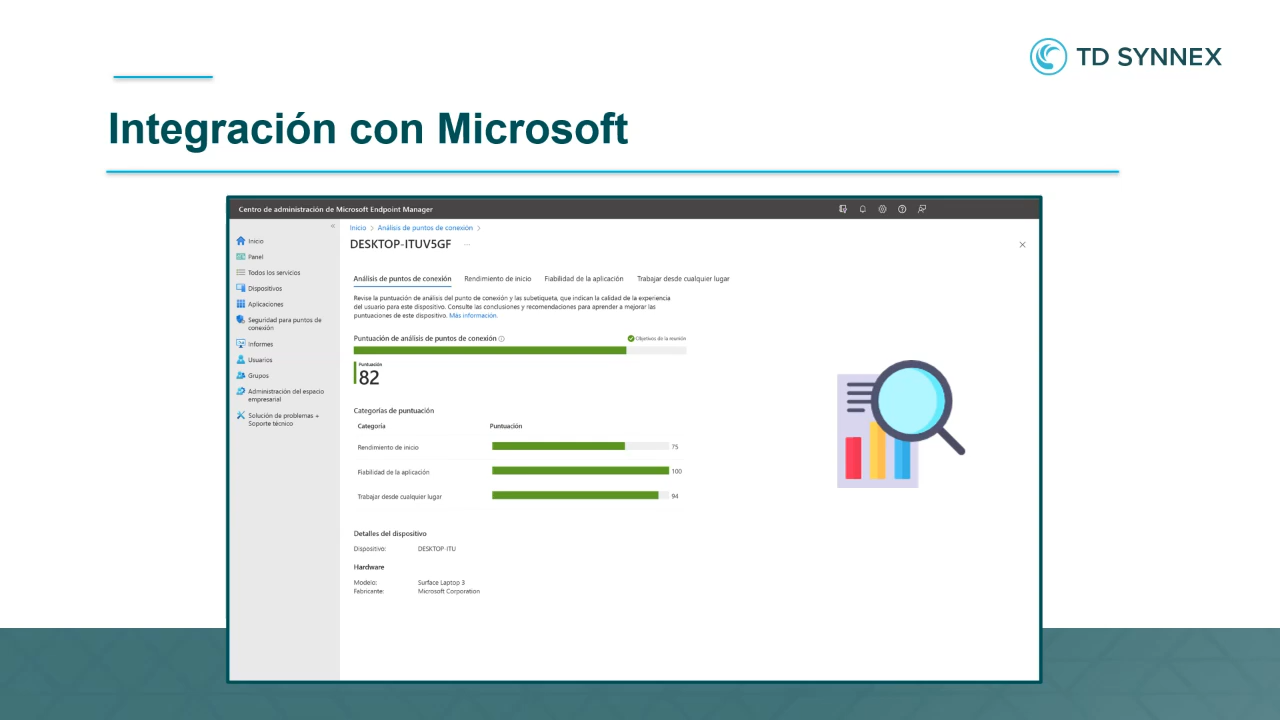 TD SYNNEX
Integración con Microsoft
Centro de administración de Microsoft Endpoint Manager
Inicio
Panel
Todos los servicios
Dispositivos
Aplicaciones
Seguridad para puntos de
conexión
Informes
Usuarios
Grupos
Administración del espacio
empresarial
Solución de problemas +
Soporte técnico
Inicio > Análisis de puntos de conexión >
DESKTOP-ITUV5GF ...
Análisis de puntos de conexión Rendimiento de inicio Fiabilidad de la aplicación Trabajar desde cualquier lugar
Revise la puntuación de análisis del punto de conexión y las subetiqueta, que indican la calidad de la experiencia
del usuario para este dispositivo. Consulte las conclusiones y recomendaciones para aprender a mejorar las
puntuaciones de este dispositivo. Más información.
Puntuación de análisis de puntos de conexión Objetivos de la reunión
Puntuación
82
Categorías de puntuación
Categoría Puntuación
Rendimiento de inicio 75
Fiabilidad de la aplicación 100
Trabajar desde cualquier lugar 94
Detalles del dispositivo
Dispositivo: DESKTOP-ITU
Hardware
Modelo: Surface Laptop 3
Fabricante: Microsoft Corporation